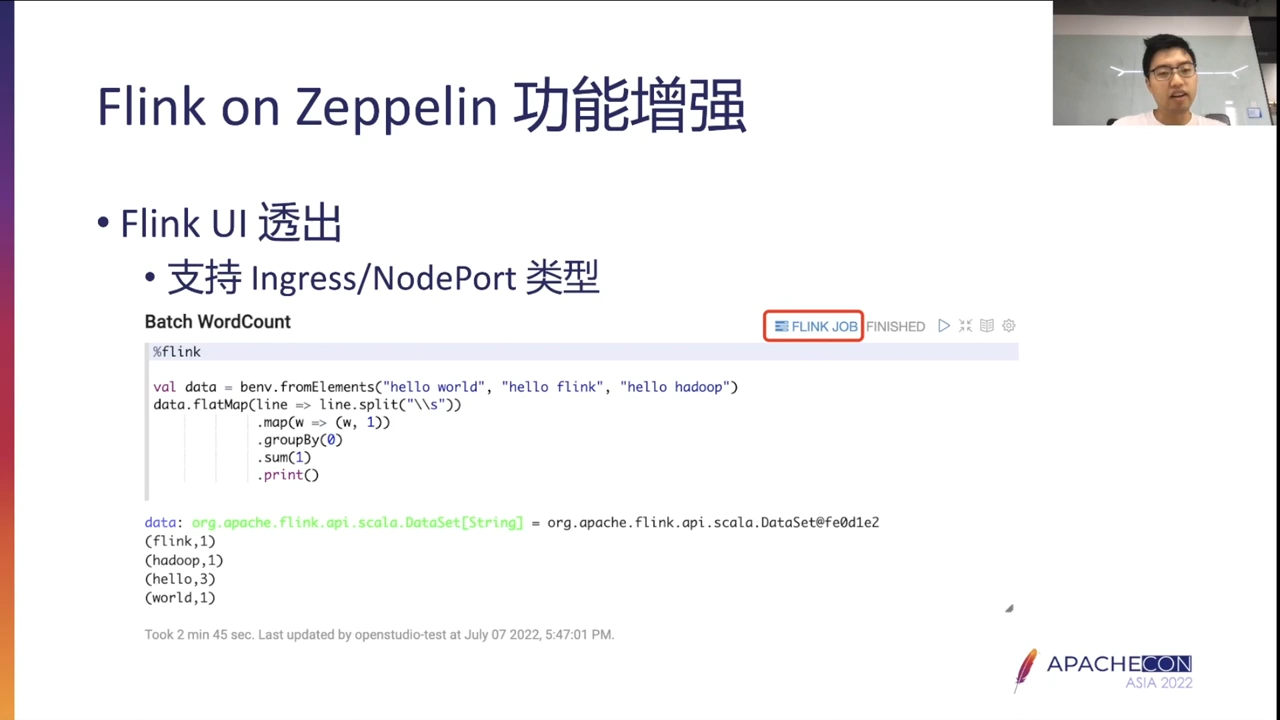 Flink on Zeppelin 功能增强
• Flink UI 透出
• 支持 Ingress/NodePort 类型
Batch WordCount
FLINK JOB FINISHED
%flink
val data = benv.fromElements("hello world", "hello flink", "hello hadoop")
data.flatMap(line => line.split("\\s"))
.map(w => (w, 1))
.groupBy(0)
.sum(1)
.print()
data: org.apache.flink.api.scala.DataSet[String] = org.apache.flink.api.scala.DataSet@fe0d1e2
(flink,1)
(hadoop,1)
(hello,3)
(world,1)
Took 2 min 45 sec. Last updated by openstudio-test at July 07 2022, 5:47:01 PM.
APACHECON
ASIA 2022